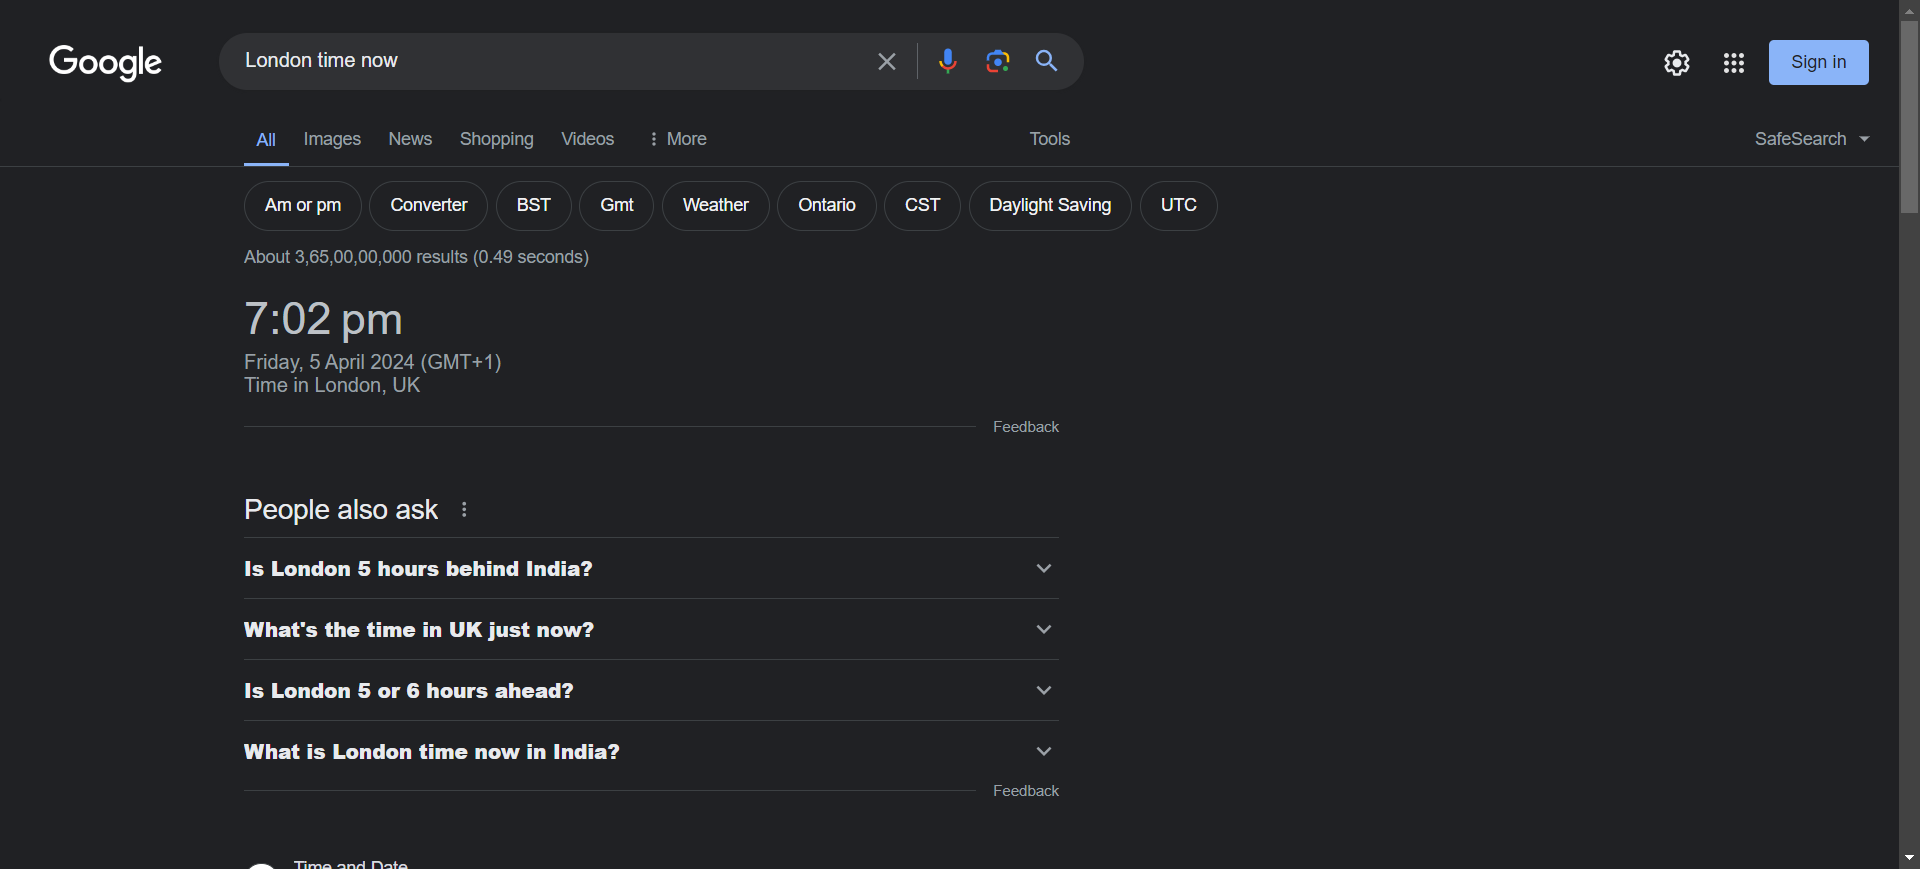 Google
London time now
Sign in
All Images News Shopping Videos More Tools SafeSearch
Am or pm Converter BST Gmt Weather Ontario CST Daylight Saving UTC
About 3,65,00,00,000 results (0.49 seconds)
7:02 pm
Friday, 5 April 2024 (GMT+1)
Time in London, UK
Feedback
People also ask
Is London 5 hours behind India?
What's the time in UK just now?
Is London 5 or 6 hours ahead?
What is London time now in India?
Feedback
Time and Date